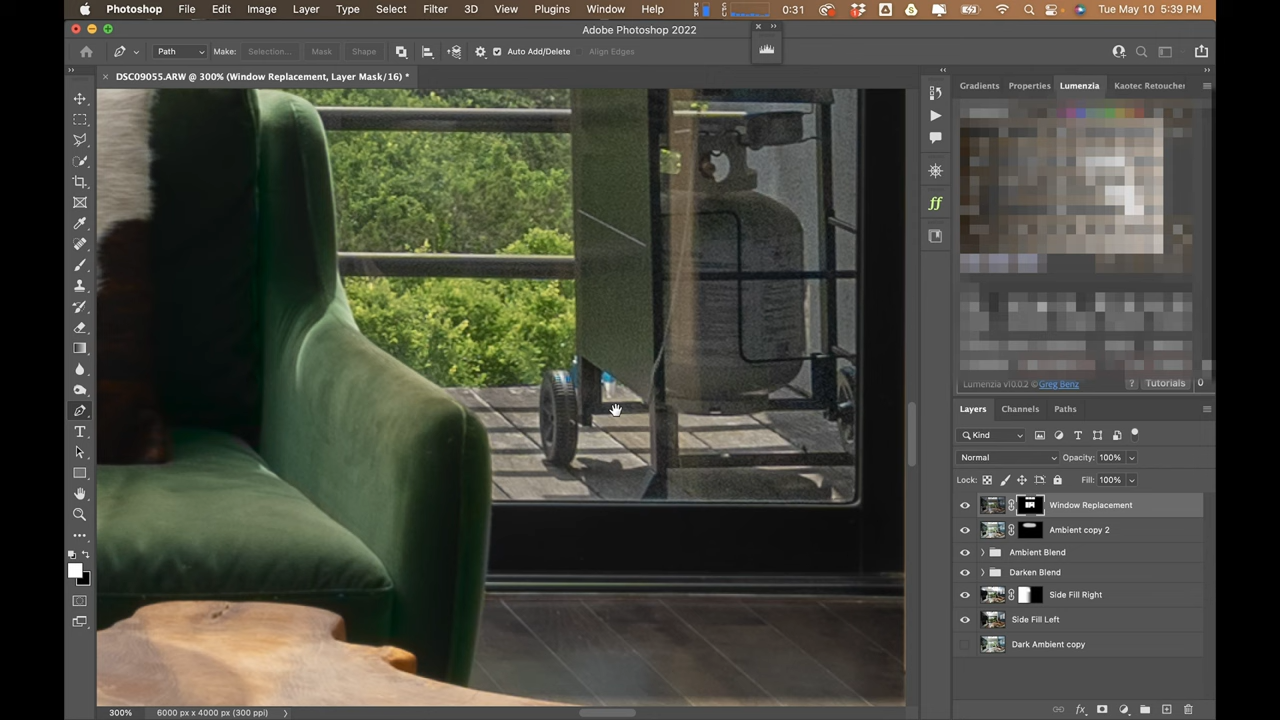 Photoshop File Edit Image Layer Type Select Filter 3D View Plugins Window Help 0:31 Tue May 10 5:39 PM
Adobe Photoshop 2022
Path Make: Selection... Mask Shape Auto Add/Delete Align Edges
DSC09055.ARW @ 300% (Window Replacement, Layer Mask/16) *
Gradients Properties Lumenzia Kaotec Retoucher
Lumenzia v10.0.2 © Greg Benz ? Tutorials 0
Layers Channels Paths
Kind
Normal Opacity: 100%
Lock: Fill: 100%
Window Replacement
Ambient copy 2
Ambient Blend
Darken Blend
Side Fill Right
Side Fill Left
Dark Ambient copy
300% 6000 px x 4000 px (300 ppi)